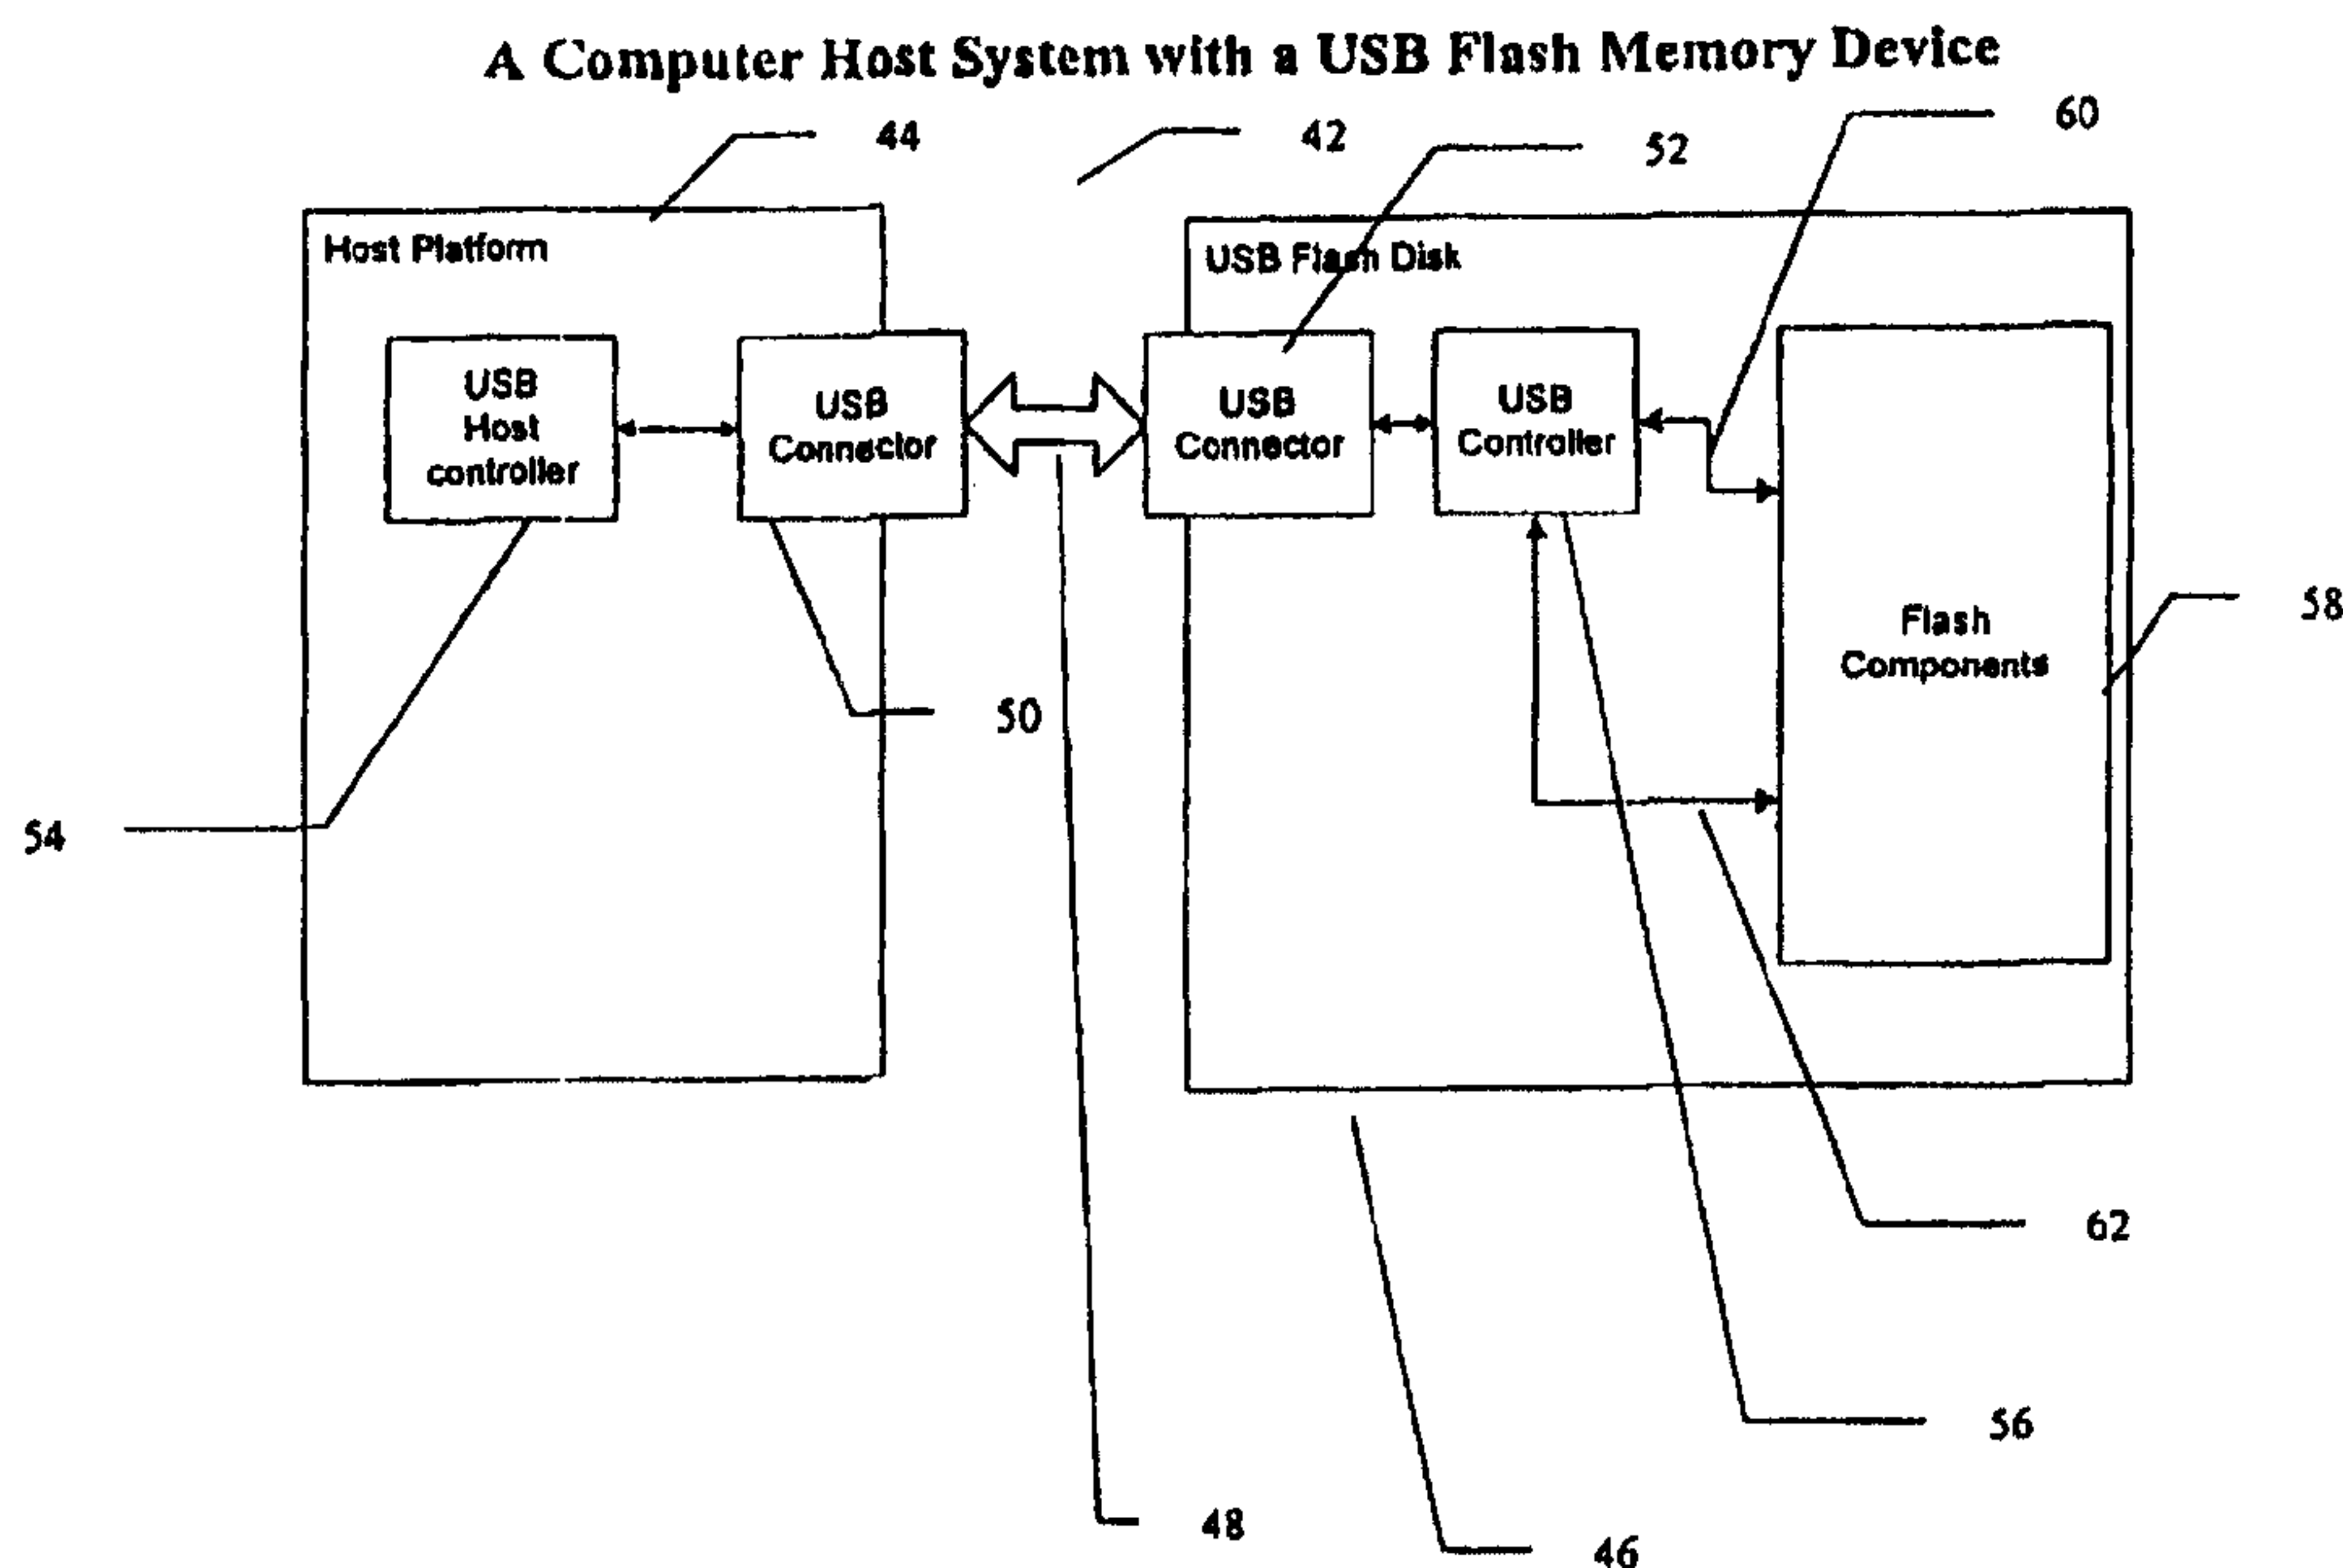 A Computer Host System with a USB Flash Memory Device
44
42
52
60
Host Platform
USB Flash Disk
USB
Host
controller
USB
Connector
USB
Connector
USB
Controller
Flash
Components
58
50
54
62
56
48
46